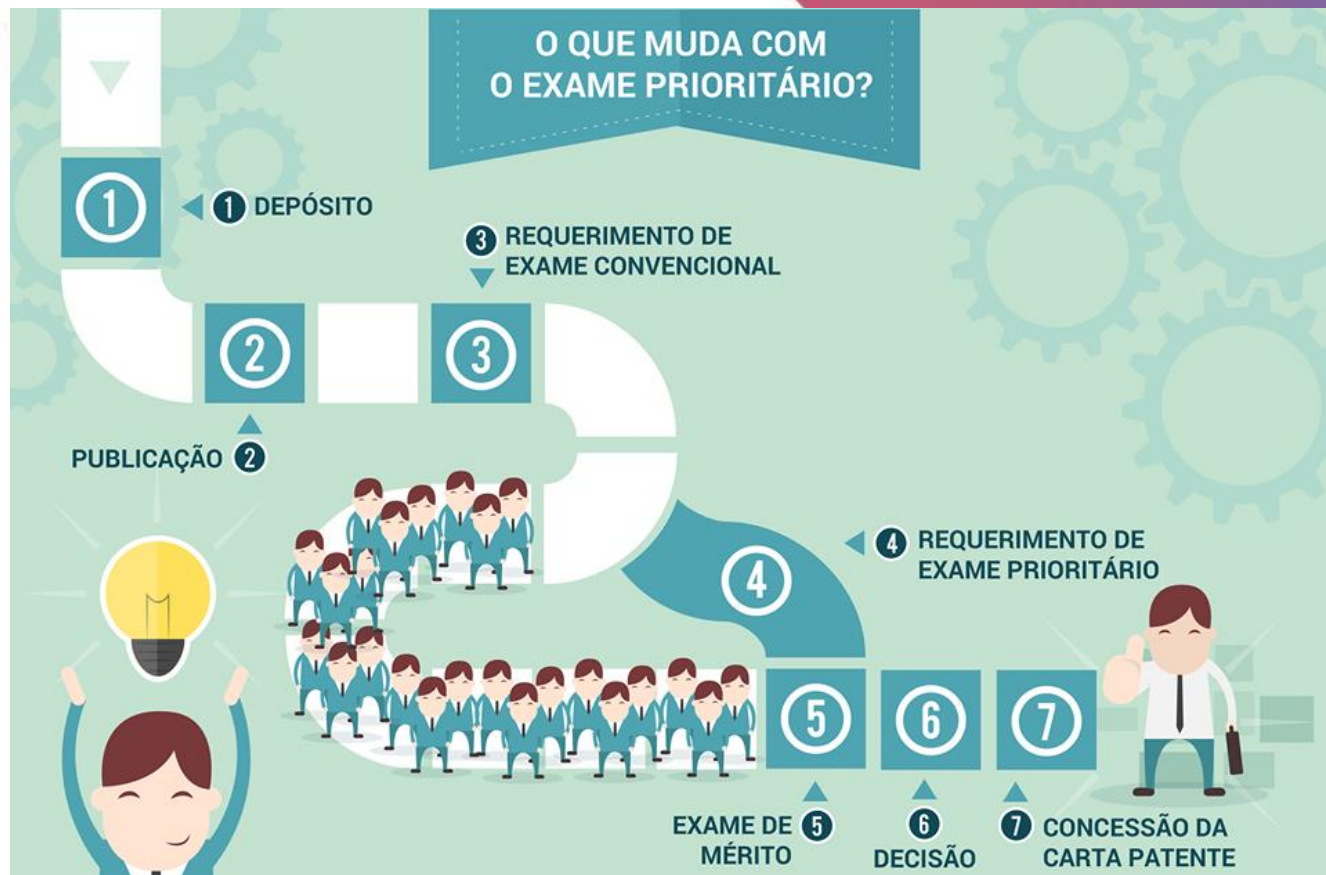 O QUE MUDA COM
O EXAME PRIORITÁRIO?
1
1 DEPÓSITO
3 REQUERIMENTO DE
EXAME CONVENCIONAL
2
3
PUBLICAÇÃO 2
4
4 REQUERIMENTO DE
EXAME PRIORITÁRIO
5
6
7
EXAME DE 5
MÉRITO
6
DECISÃO
7 CONCESSÃO DA
CARTA PATENTE